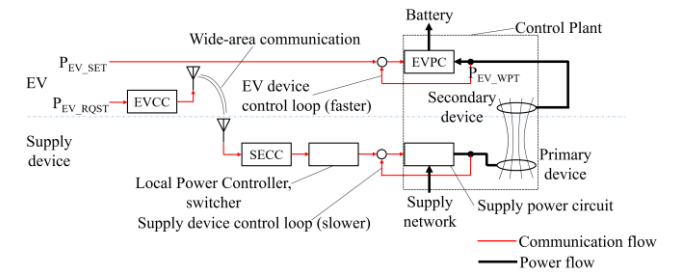 Battery
Control Plant
Wide-area communication
P_EV_SET
EVPC
P_EV_WPT
EV
EV device
control loop (faster)
Secondary
device
P_EV_RQST
EVCC
Supply
device
SECC
Primary
device
Local Power Controller,
switcher
Supply device control loop (slower)
Supply
network
Supply power circuit
Communication flow
Power flow